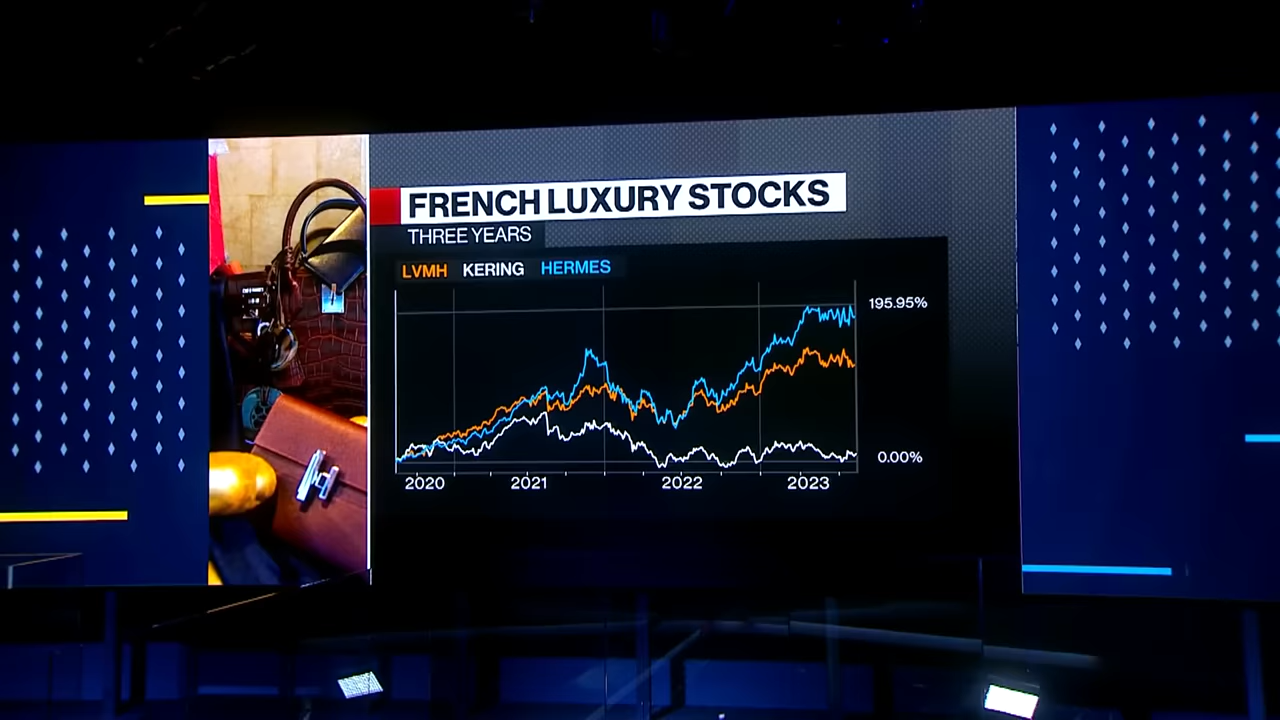 FRENCH LUXURY STOCKS
THREE YEARS
LVMH KERING HERMES
195.95%
0.00%
2020 2021 2022 2023